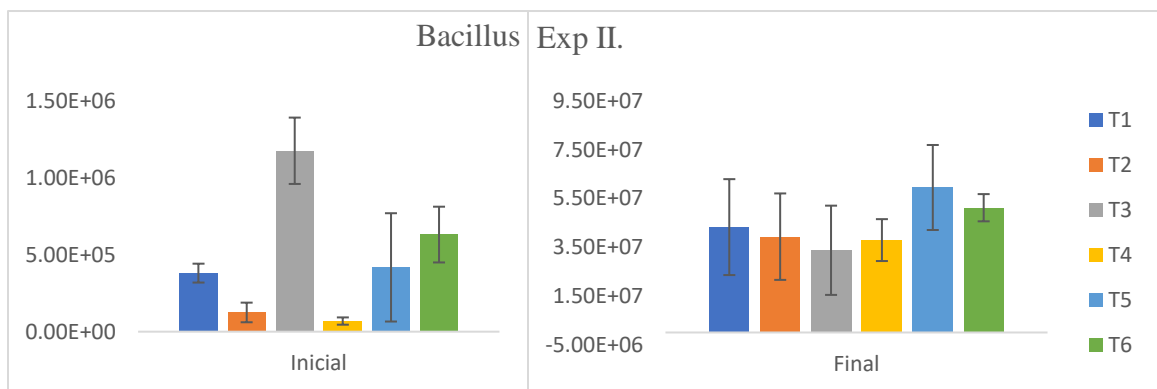 Bacillus Exp II.
1.50E+06
1.00E+06
5.00E+05
0.00E+00
Inicial
9.50E+07
7.50E+07
5.50E+07
3.50E+07
1.50E+07
-5.00E+06
Final
T1
T2
T3
T4
T5
T6